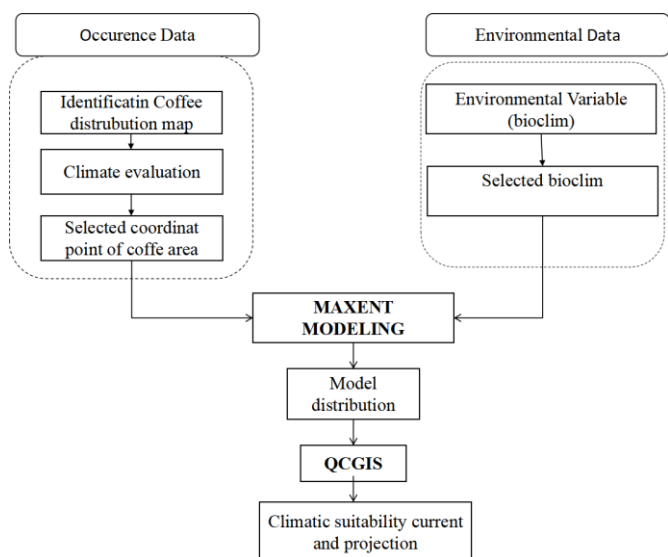 Occurence Data
Environmental Data
Identificatin Coffee
distrubution map
Climate evaluation
Selected coordinat
point of coffe area
Environmental Variable
(bioclim)
Selected bioclim
MAXENT
MODELING
Model
distribution
QCGIS
Climatic suitability current
and projection